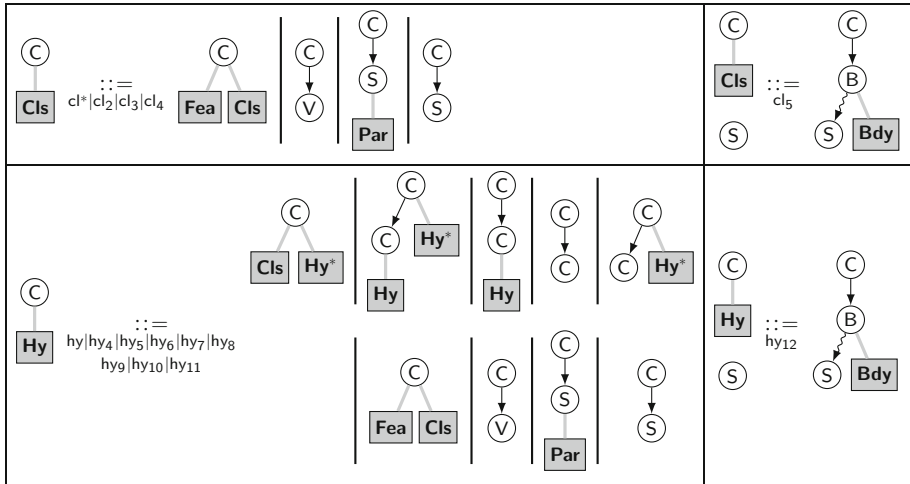 C C C C C
S
Cls ::= Fea Cls V Par S
cl*|cl₂|cl₃|cl₄
C C
Cls ::= B
cl₅
S S Bdy
C C C C C
Cls Hy* C Hy* C C C Hy*
Hy Hy
C
Hy ::=
hy|hy₄|hy₅|hy₆|hy₇|hy₈
hy₉|hy₁₀|hy₁₁
C C C C
Fea Cls V S S
Par
C C
Hy ::= B
hy₁₂
S S Bdy